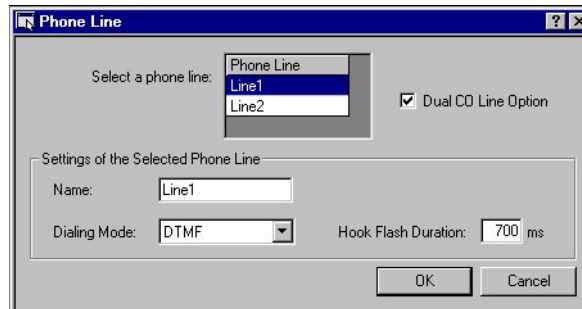 Phone Line
Select a phone line:
Phone Line
Line1
Line2
Dual CO Line Option
Settings of the Selected Phone Line
Name: Line1
Dialing Mode: DTMF
Hook Flash Duration: 700 ms
OK Cancel